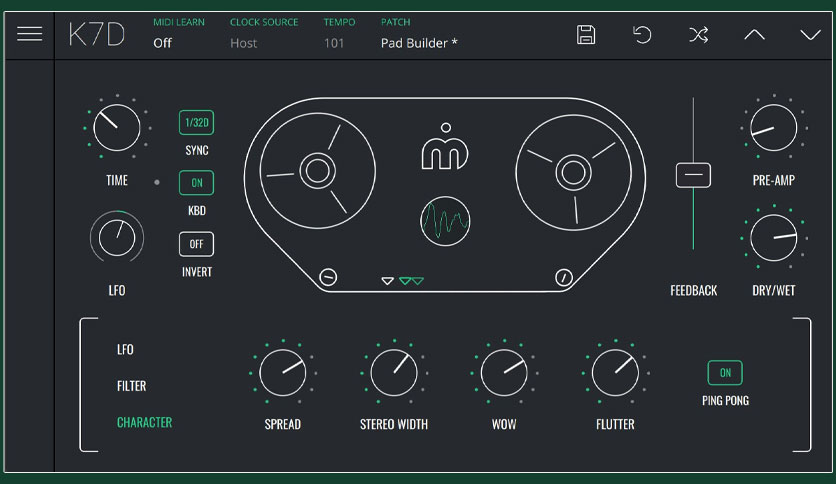 K7D
MIDI LEARN
Off
CLOCK SOURCE
Host
TEMPO
101
PATCH
Pad Builder *
TIME
1/32D
SYNC
ON
KBD
OFF
INVERT
LFO
FEEDBACK
PRE-AMP
DRY/WET
LFO
FILTER
CHARACTER
SPREAD
STEREO WIDTH
WOW
FLUTTER
ON
PING PONG